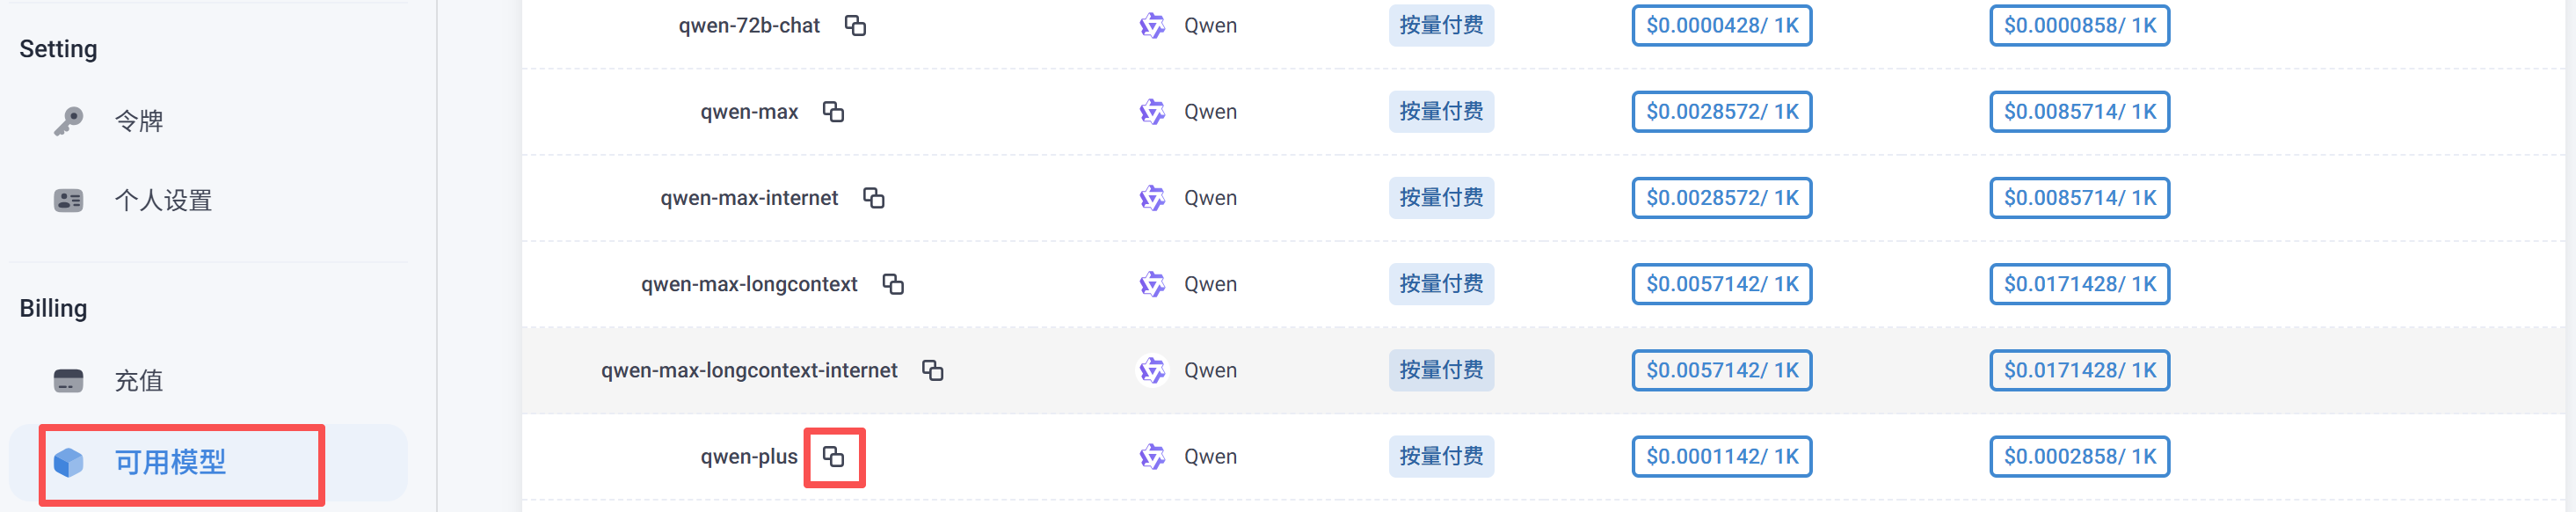 Setting
令牌
个人设置
Billing
充值
可用模型
qwen-72b-chat Qwen 按量付费 $0.0000428/ 1K $0.0000858/ 1K
qwen-max Qwen 按量付费 $0.0028572/ 1K $0.0085714/ 1K
qwen-max-internet Qwen 按量付费 $0.0028572/ 1K $0.0085714/ 1K
qwen-max-longcontext Qwen 按量付费 $0.0057142/ 1K $0.0171428/ 1K
qwen-max-longcontext-internet Qwen 按量付费 $0.0057142/ 1K $0.0171428/ 1K
qwen-plus Qwen 按量付费 $0.0001142/ 1K $0.0002858/ 1K